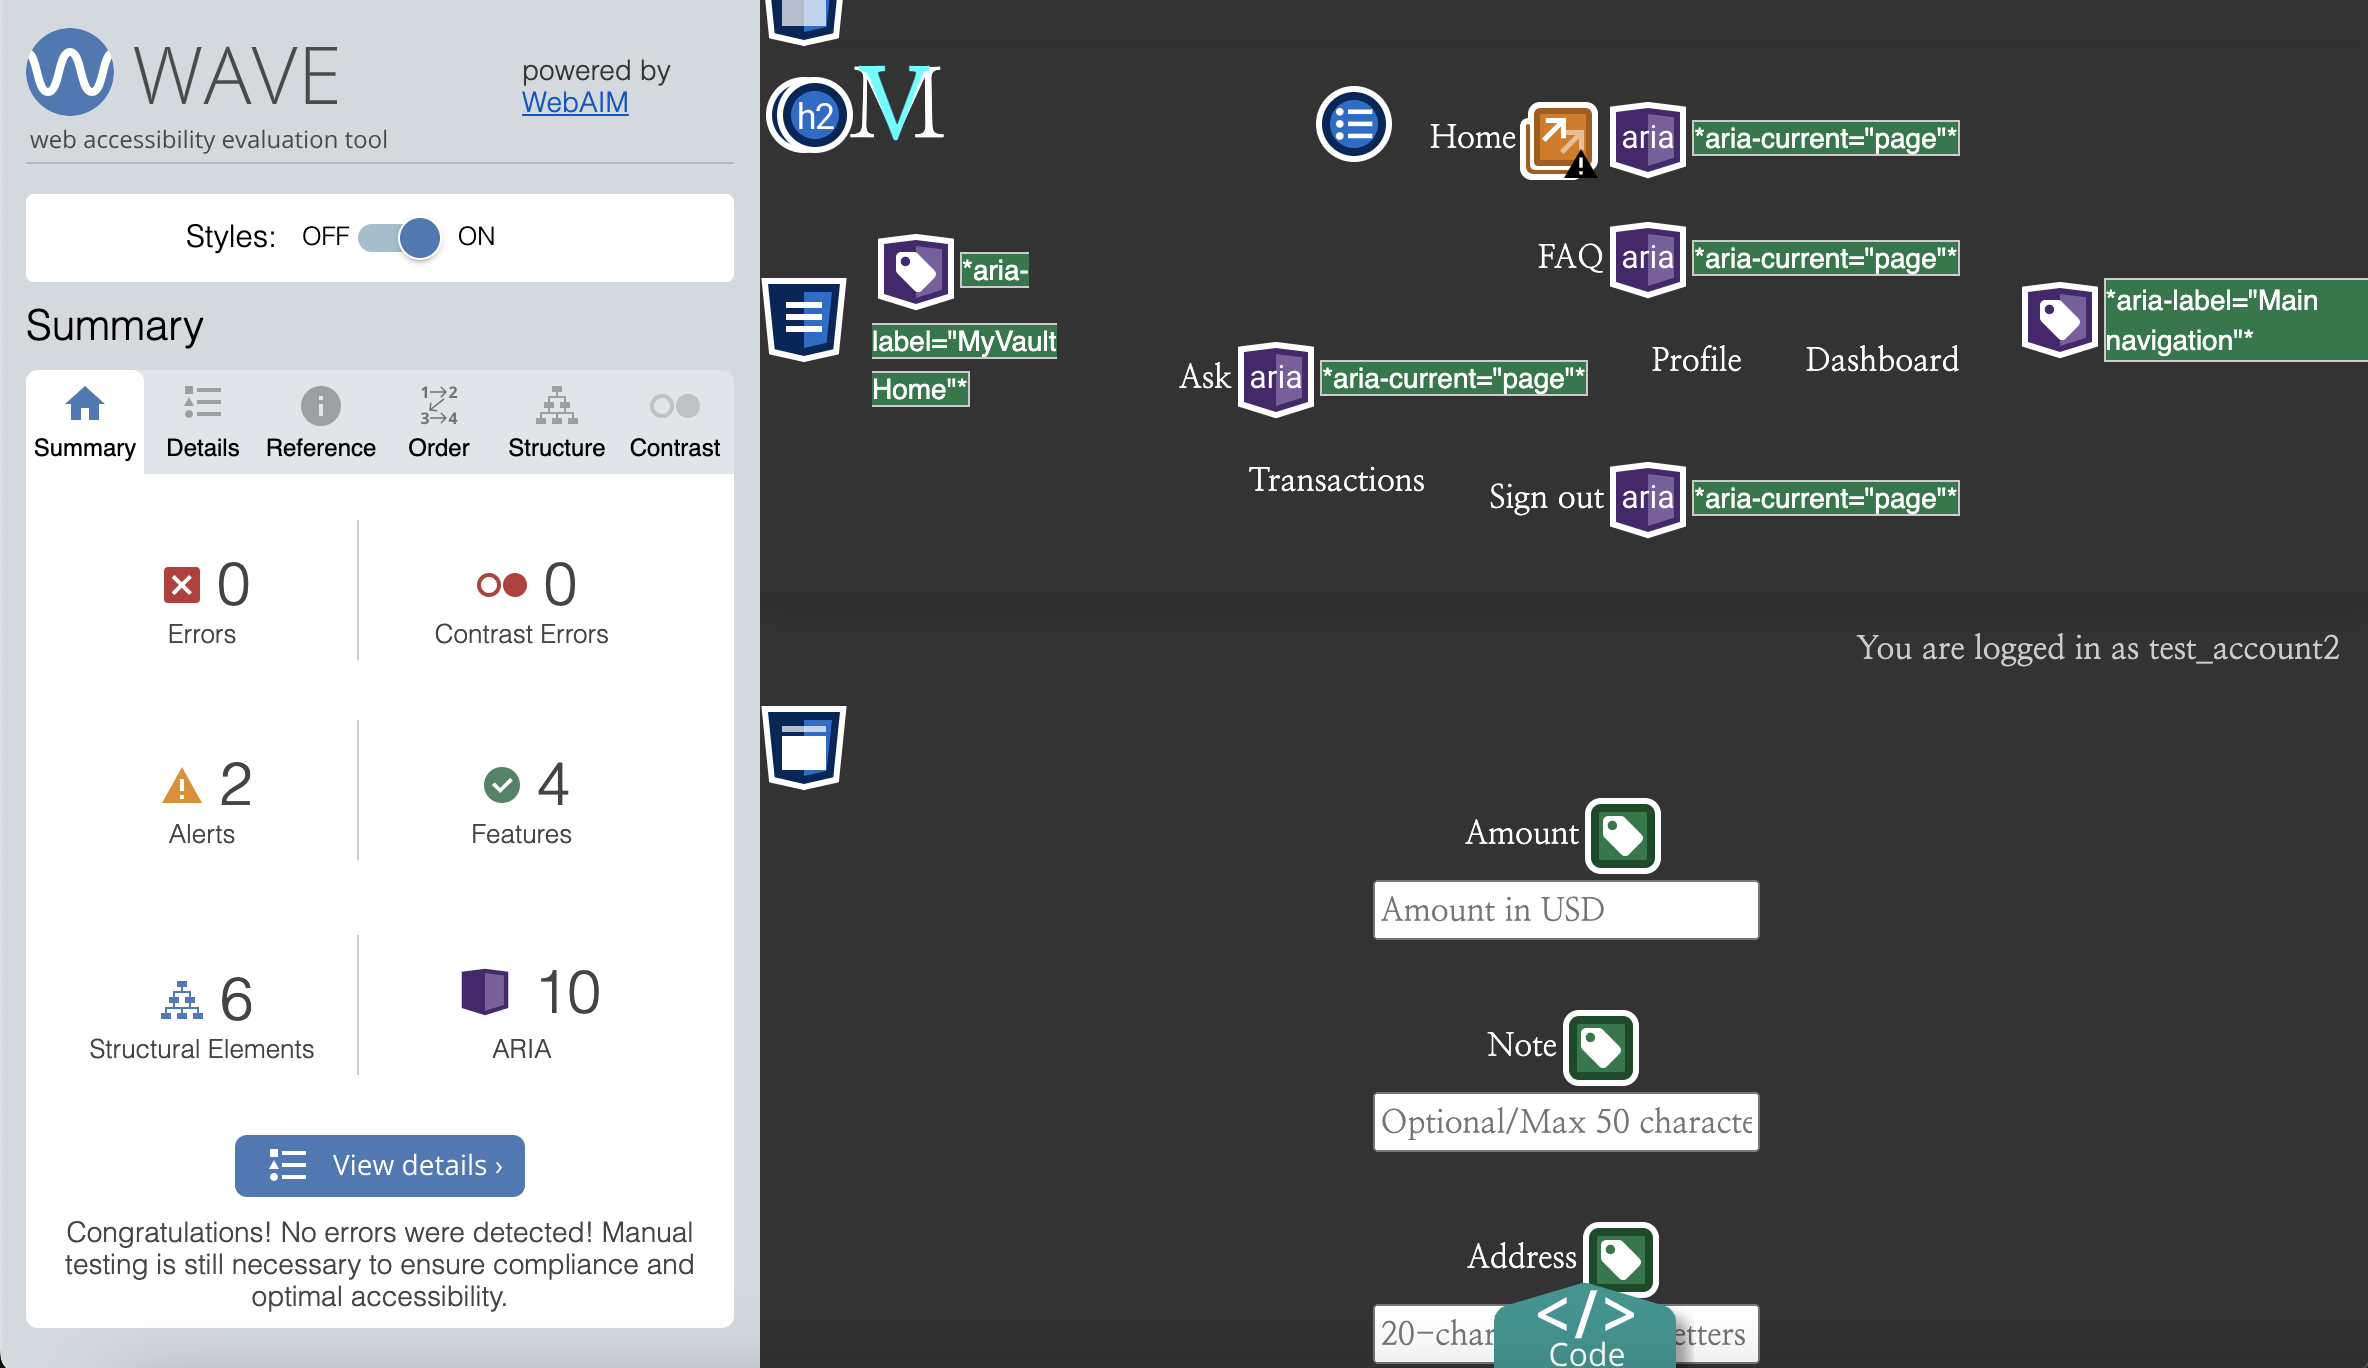 WAVE
powered by
WebAIM
web accessibility evaluation tool
Styles: OFF ON
Summary
Summary Details Reference Order Structure Contrast
0
Errors
0
Contrast Errors
2
Alerts
4
Features
6
Structural Elements
10
ARIA
View details ›
Congratulations! No errors were detected! Manual
testing is still necessary to ensure compliance and
optimal accessibility.
h2 M
Home aria *aria-current="page"*
*aria-
label="MyVault
Home"*
FAQ aria *aria-current="page"*
*aria-label="Main
navigation"*
Ask aria *aria-current="page"*
Profile Dashboard
Transactions
Sign out aria *aria-current="page"*
You are logged in as test_account2
Amount
Amount in USD
Note
Optional/Max 50 characte
Address
20-char etters
</>
Code